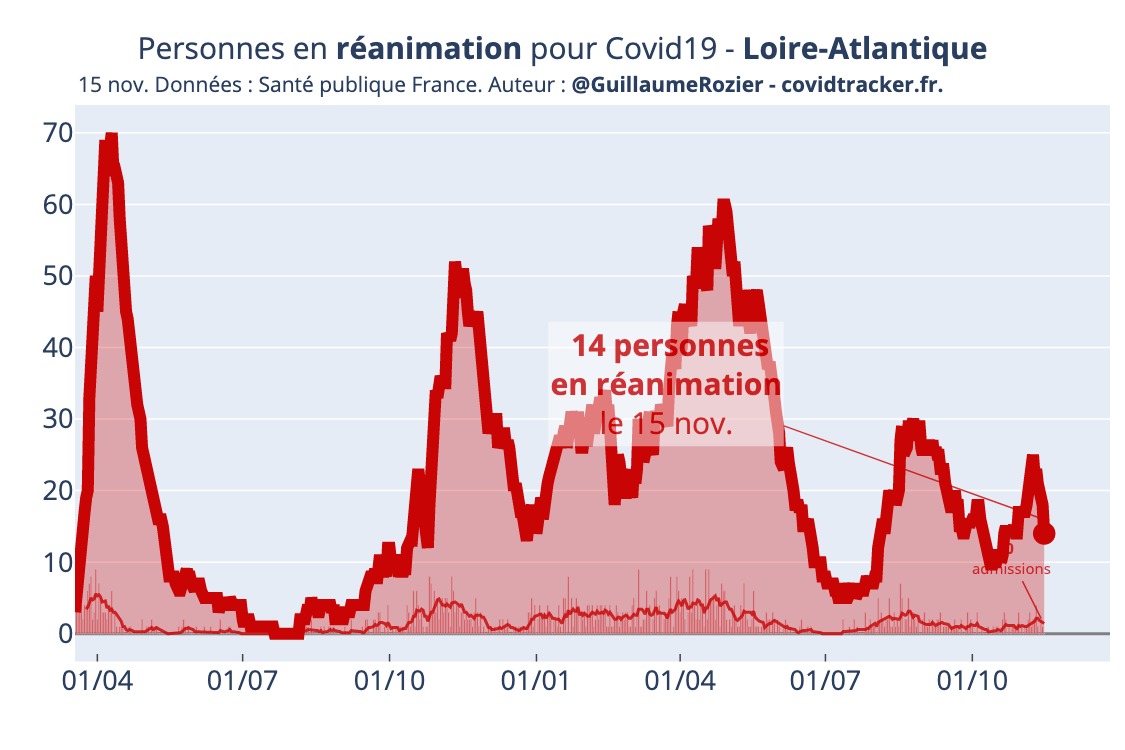 Personnes en réanimation pour Covid19 - Loire-Atlantique
15 nov. Données : Santé publique France. Auteur : @GuillaumeRozier - covidtracker.fr.
70
60
50
40
30
20
10
0
14 personnes
en réanimation
le 15 nov.
0
admissions
01/04
01/07
01/10
01/01
01/04
01/07
01/10